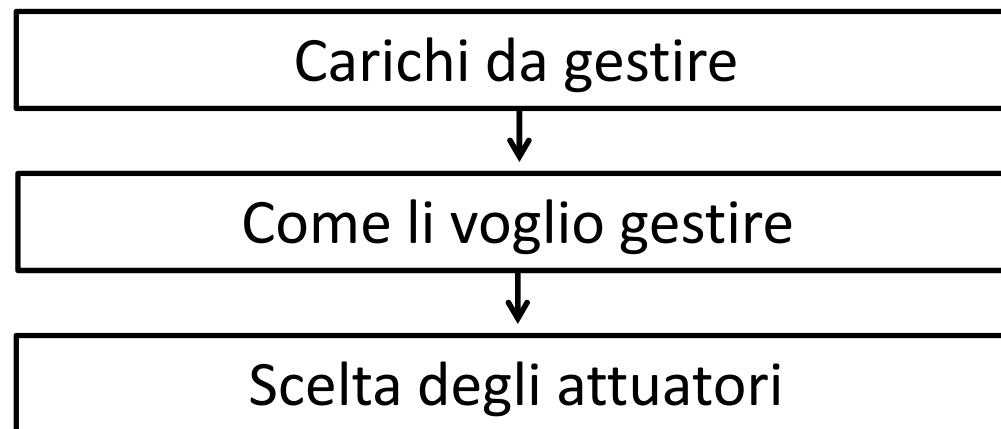 Carichi da gestire
Come li voglio gestire
Scelta degli attuatori